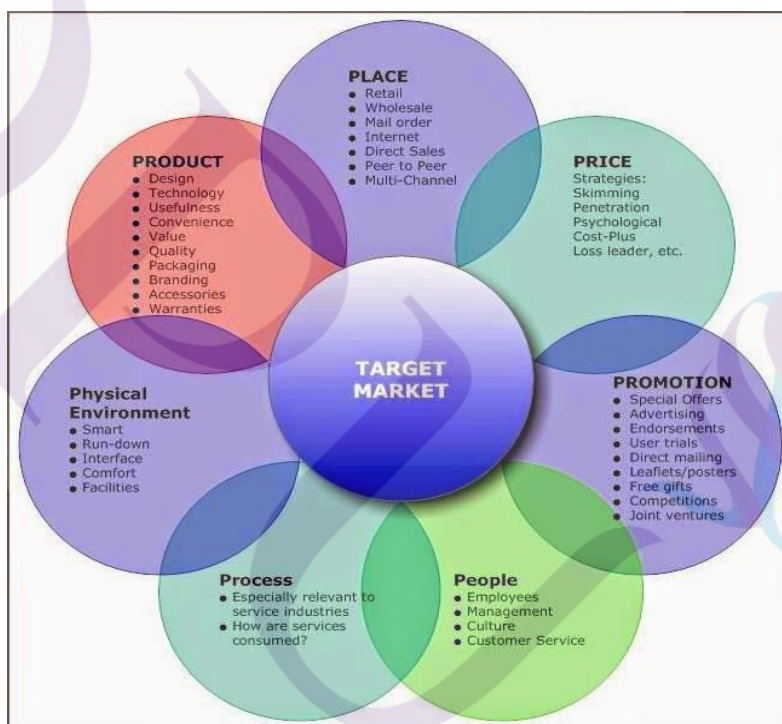 PLACE
● Retail
● Wholesale
● Mail order
● Internet
● Direct Sales
● Peer to Peer
● Multi-Channel
PRODUCT
● Design
● Technology
● Usefulness
● Convenience
● Value
● Quality
● Packaging
● Branding
● Accessories
● Warranties
PRICE
Strategies:
Skimming
Penetration
Psychological
Cost-Plus
Loss leader, etc.
TARGET
MARKET
Physical
Environment
● Smart
● Run-down
● Interface
● Comfort
● Facilities
PROMOTION
● Special Offers
● Advertising
● Endorsements
● User trials
● Direct mailing
● Leaflets/posters
● Free gifts
● Competitions
● Joint ventures
Process
● Especially relevant to
service industries
● How are services
consumed?
People
● Employees
● Management
● Culture
● Customer Service